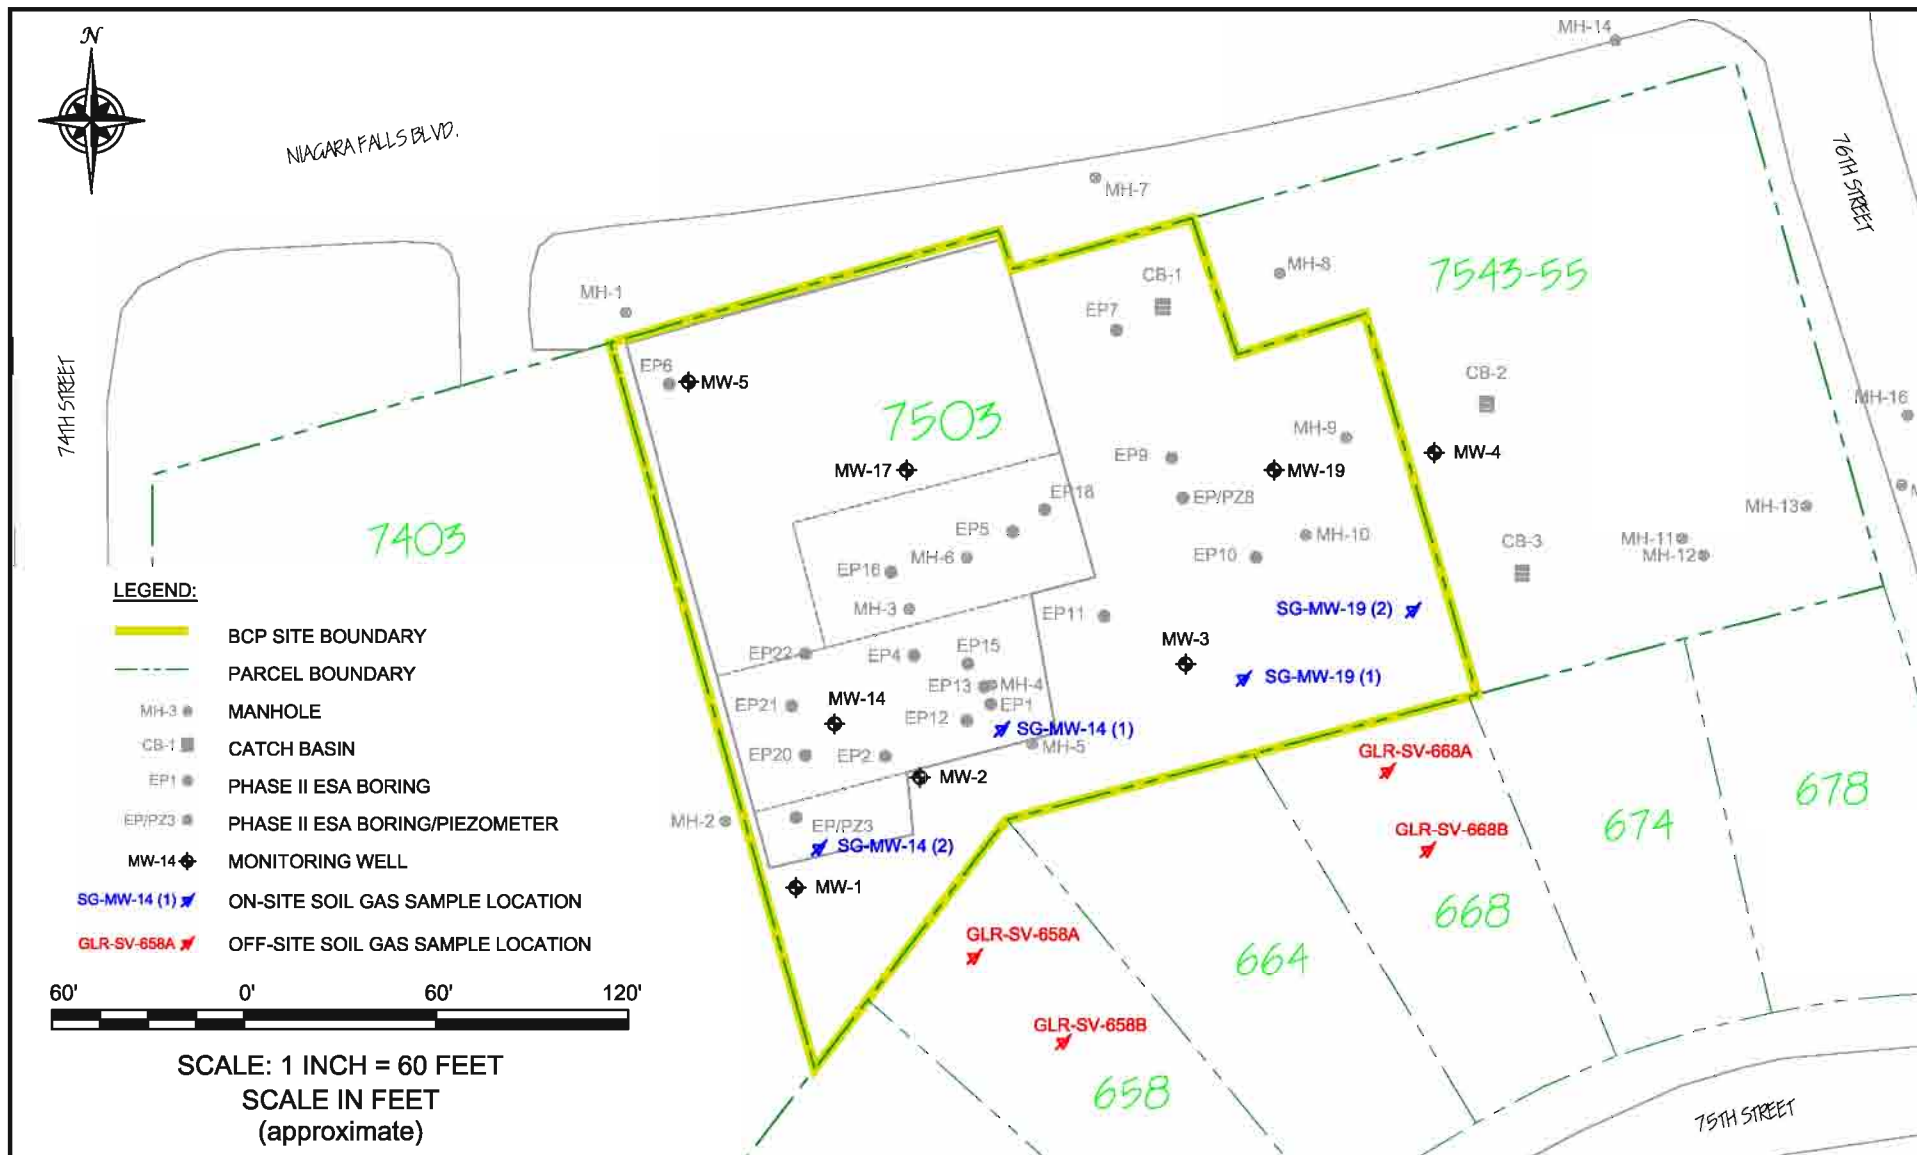 N
MH-14
NIAGARA FALLS BLVD.
76TH STREET
MH-7
MH-8
7543-55
CB-1
MH-1
EP7
74TH STREET
EP6
MW-5
CB-2
MH-16
7503
MH-9
MW-17
EP9
MW-19
MW-4
EP18
EP/PZ8
MH-13
7403
EP5
MH-10
MH-11
MH-12
CB-3
MH-6
EP10
EP16
MH-3
EP11
SG-MW-19 (2)
MW-3
EP22
EP4
EP15
SG-MW-19 (1)
EP13
MH-4
EP21
MW-14
EP1
EP12
SG-MW-14 (1)
MH-5
GLR-SV-668A
EP20
EP2
MW-2
678
MH-2
EP/PZ3
GLR-SV-668B
674
SG-MW-14 (2)
MW-1
668
GLR-SV-658A
664
GLR-SV-658B
658
75TH STREET
LEGEND:
BCP SITE BOUNDARY
PARCEL BOUNDARY
MH-3 MANHOLE
CB-1 CATCH BASIN
EP1 PHASE II ESA BORING
EP/PZ3 PHASE II ESA BORING/PIEZOMETER
MW-14 MONITORING WELL
SG-MW-14 (1) ON-SITE SOIL GAS SAMPLE LOCATION
GLR-SV-658A OFF-SITE SOIL GAS SAMPLE LOCATION
60' 0' 60' 120'
SCALE: 1 INCH = 60 FEET
SCALE IN FEET
(approximate)